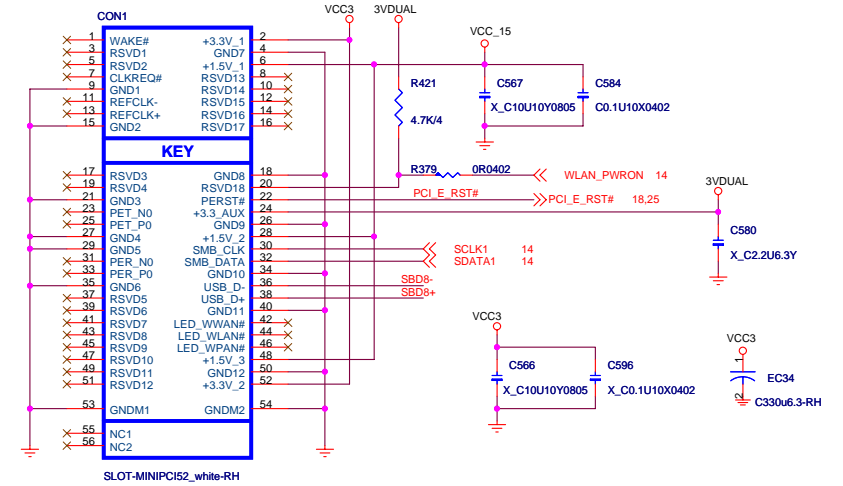 CON1
VCC3
3VDUAL
VCC_15
1 WAKE# +3.3V_1 2
3 RSVD1 GND7 4
5 RSVD2 +1.5V_1 6
7 CLKREQ# RSVD13 8
9 GND1 RSVD14 10
11 REFCLK- RSVD15 12
13 REFCLK+ RSVD16 14
15 GND2 RSVD17 16
KEY
17 RSVD3 GND8 18
19 RSVD4 RSVD18 20
21 GND3 PERST# 22
23 PET_N0 +3.3_AUX 24
25 PET_P0 GND9 26
27 GND4 +1.5V_2 28
29 GND5 SMB_CLK 30
31 PER_N0 SMB_DATA 32
33 PER_P0 GND10 34
35 GND6 USB_D- 36
37 RSVD5 USB_D+ 38
39 RSVD6 GND11 40
41 RSVD7 LED_WWAN# 42
43 RSVD8 LED_WLAN# 44
45 RSVD9 LED_WPAN# 46
47 RSVD10 +1.5V_3 48
49 RSVD11 GND12 50
51 RSVD12 +3.3V_2 52
53 GNDM1 GNDM2 54
55 NC1
56 NC2
SLOT-MINIPCI52_white-RH
R421
4.7K/4
C567
X_C10U10Y0805
C584
C0.1U10X0402
R379 0R0402
WLAN_PWRON 14
PCI_E_RST#
PCI_E_RST# 18,25
3VDUAL
C580
X_C2.2U6.3Y
SCLK1 14
SDATA1 14
SBD8-
SBD8+
VCC3
C566
X_C10U10Y0805
C596
X_C0.1U10X0402
VCC3
1
EC34
2
C330u6.3-RH